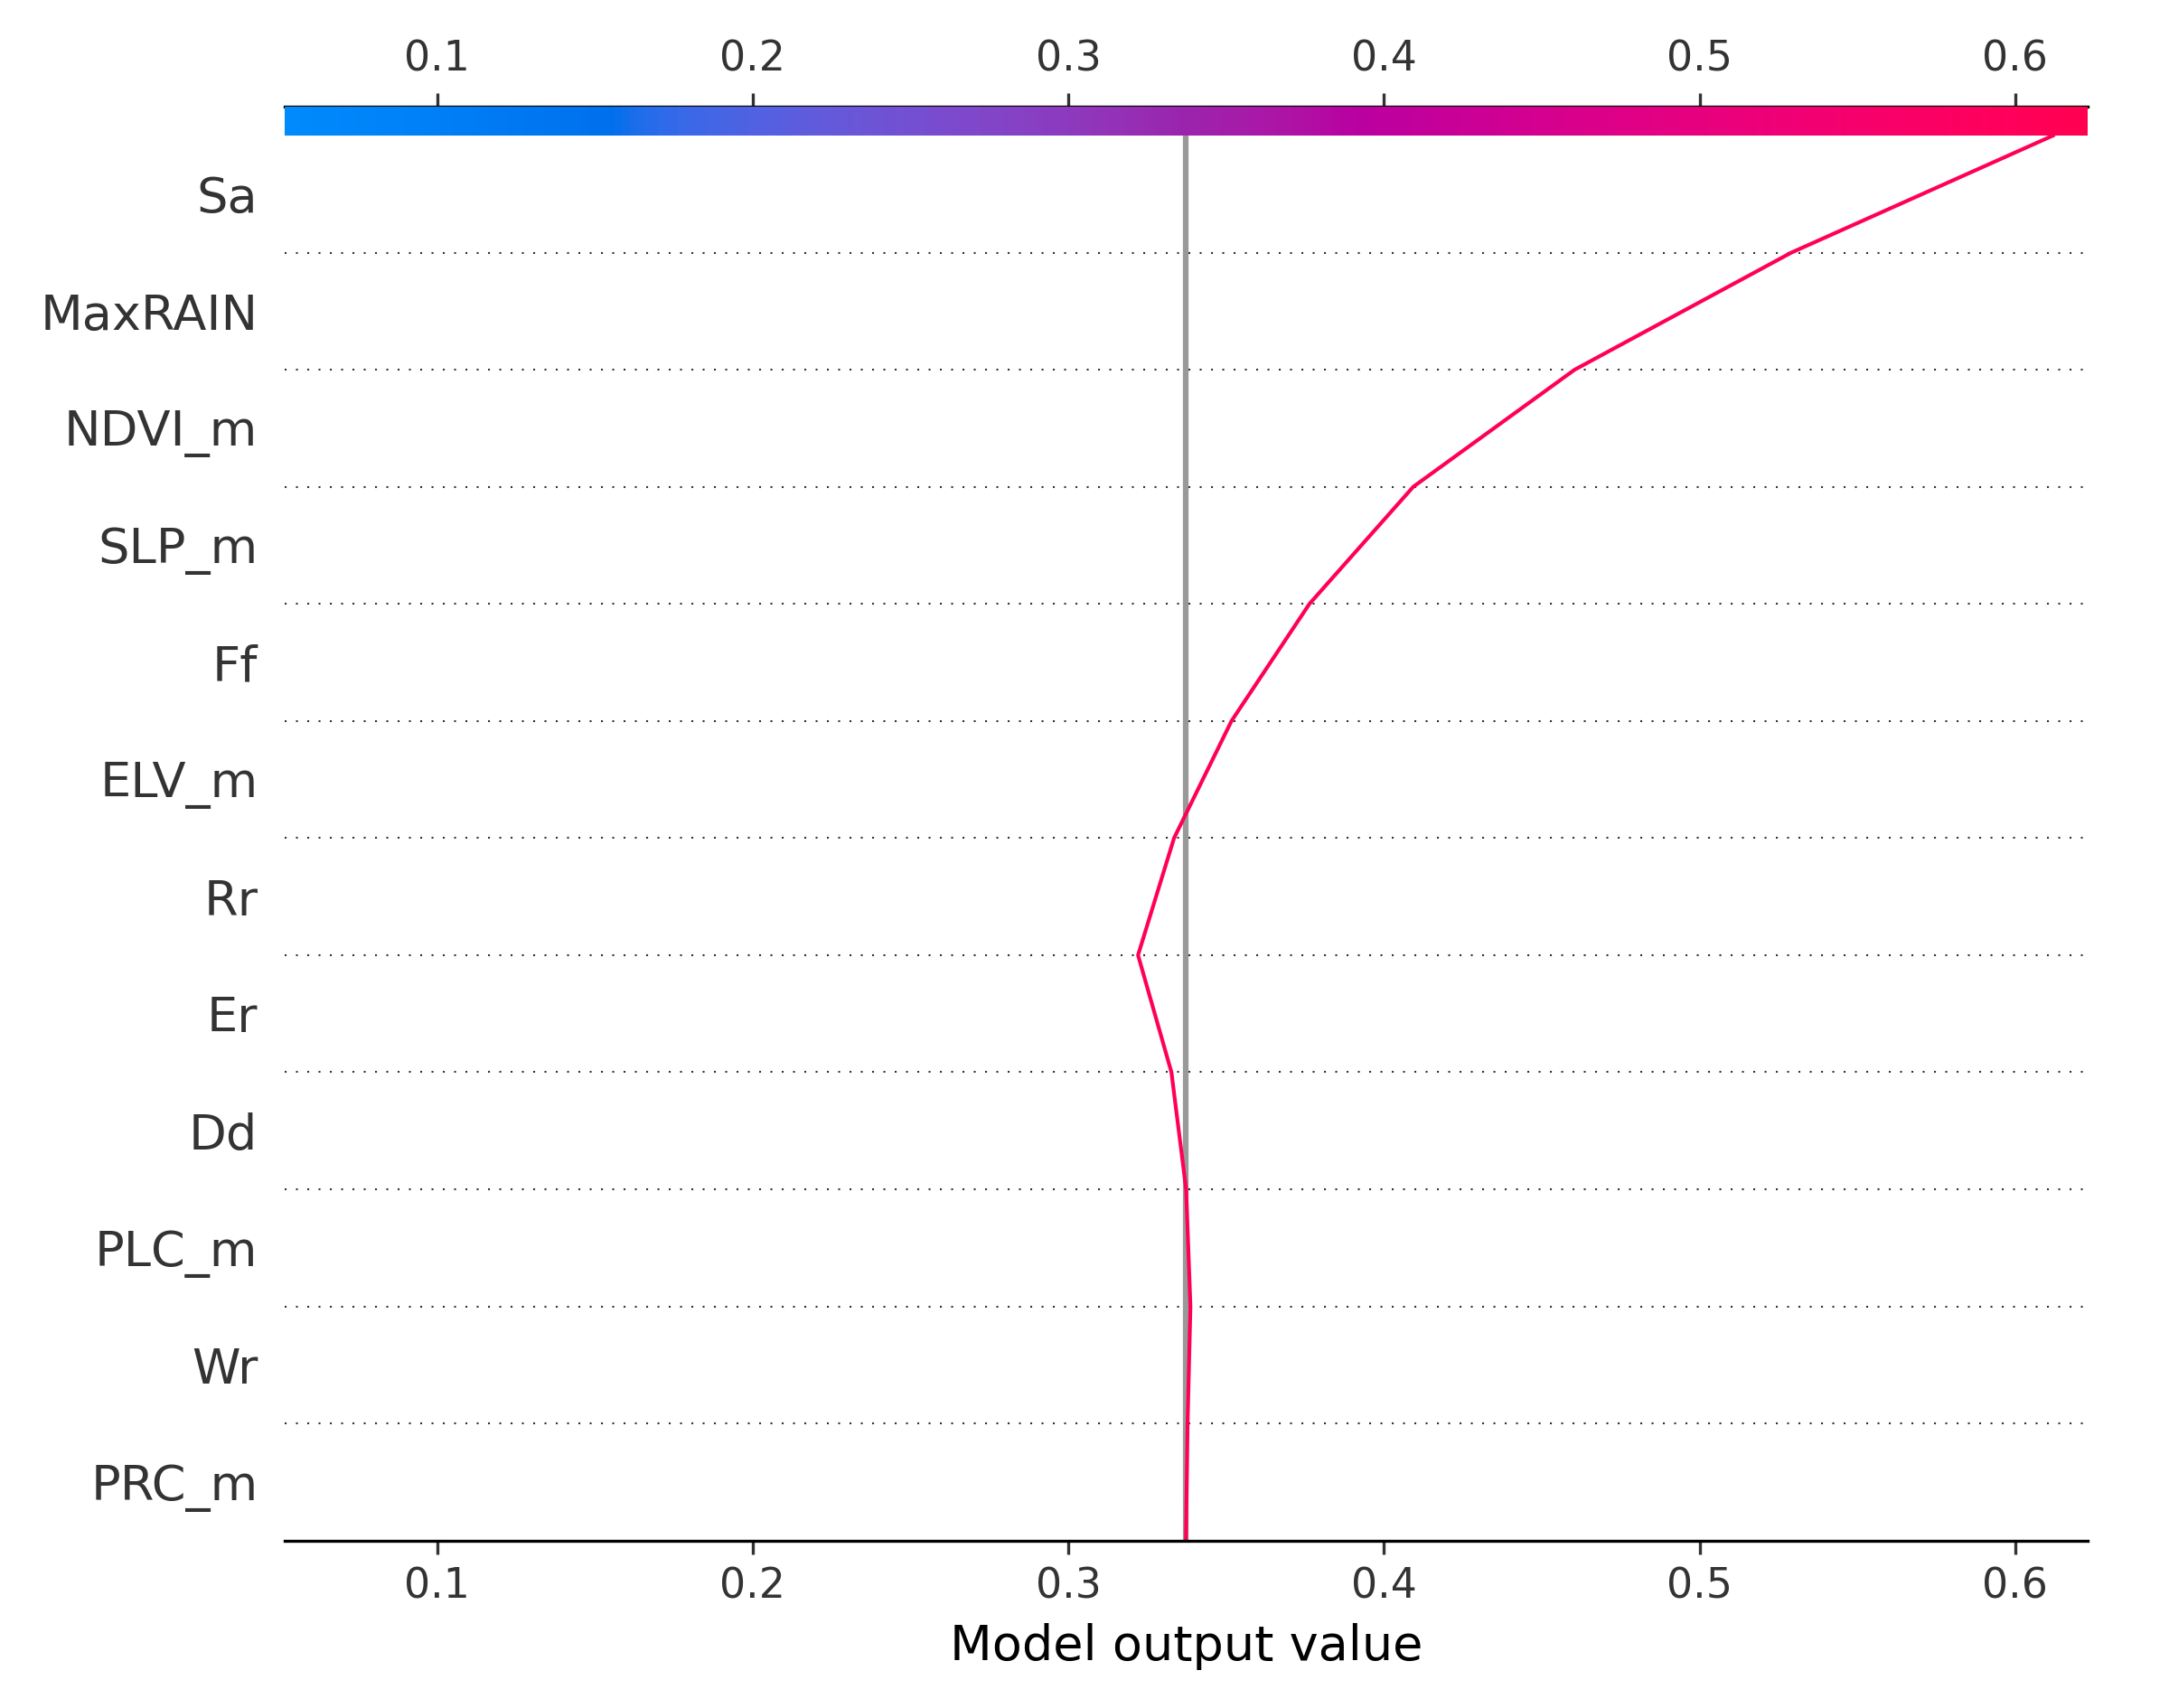 0.1 0.2 0.3 0.4 0.5 0.6
Sa
MaxRAIN
NDVI_m
SLP_m
Ff
ELV_m
Rr
Er
Dd
PLC_m
Wr
PRC_m
0.1 0.2 0.3 0.4 0.5 0.6
Model output value